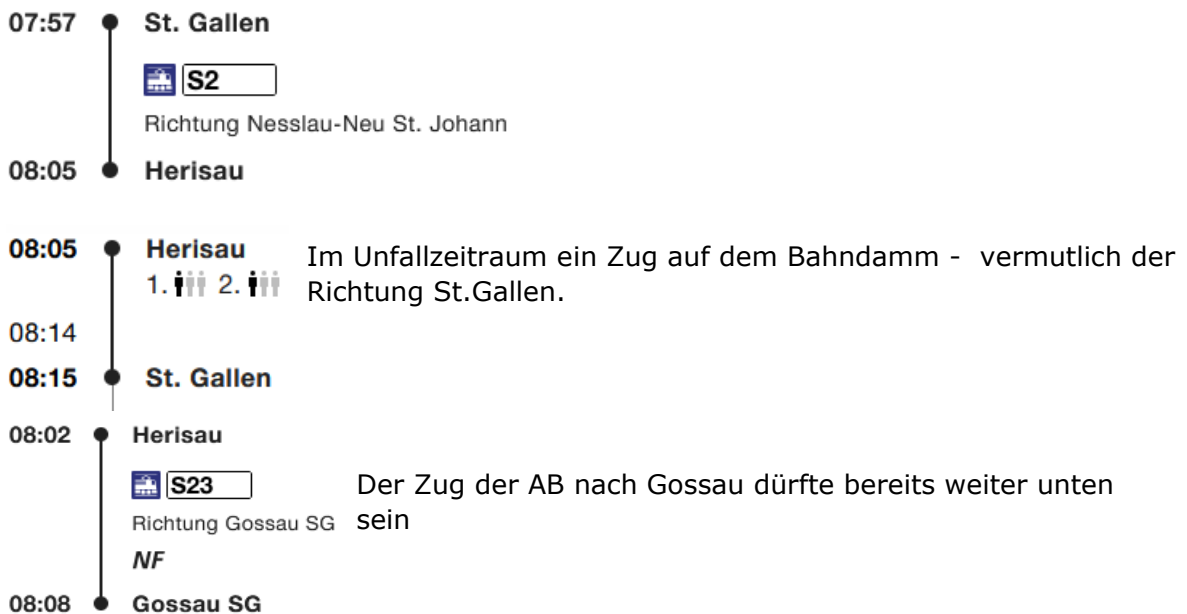 07:57 St. Gallen
S2
Richtung Nesslau-Neu St. Johann
08:05 Herisau
08:05 Herisau
1. 2.
Im Unfallzeitraum ein Zug auf dem Bahndamm - vermutlich der
Richtung St.Gallen.
08:14
08:15 St. Gallen
08:02 Herisau
S23
Richtung Gossau SG
Der Zug der AB nach Gossau dürfte bereits weiter unten
sein
NF
08:08 Gossau SG